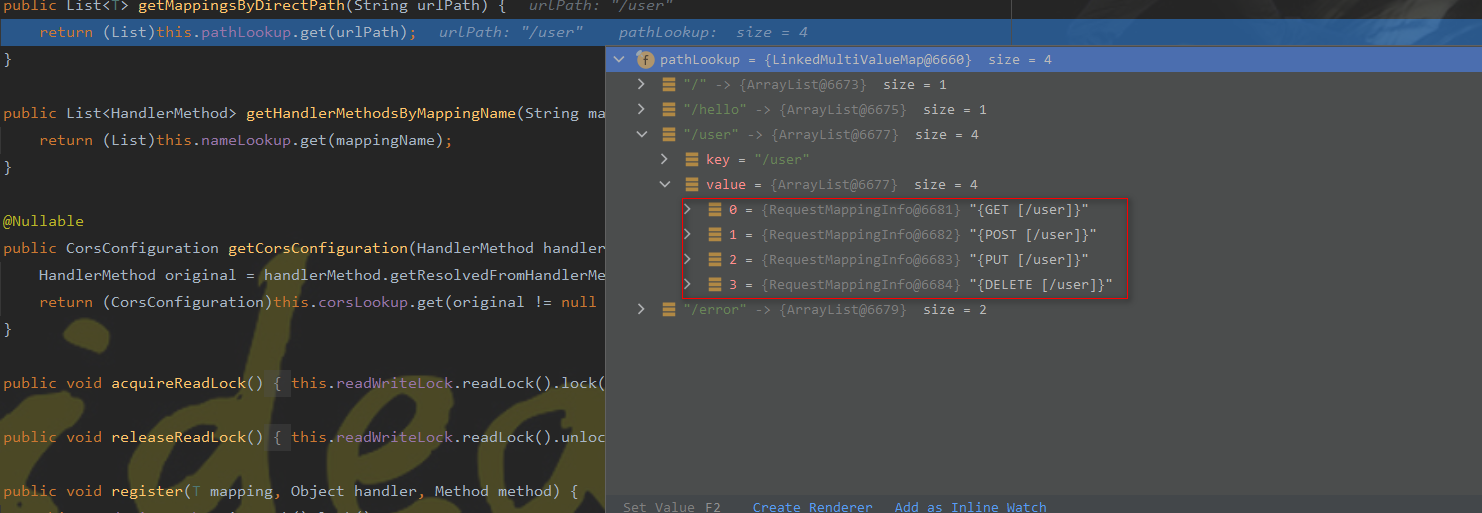 public List<T> getMappingsByDirectPath(String urlPath) { urlPath: "/user"
return (List)this.pathLookup.get(urlPath); urlPath: "/user" pathLookup: size = 4
}
public List<HandlerMethod> getHandlerMethodsByMappingName(String ma
return (List)this.nameLookup.get(mappingName);
}
@Nullable
public CorsConfiguration getCorsConfiguration(HandlerMethod handler
HandlerMethod original = handlerMethod.getResolvedFromHandlerMe
return (CorsConfiguration)this.corsLookup.get(original != null
}
public void acquireReadLock() { this.readWriteLock.readLock().lock(
public void releaseReadLock() { this.readWriteLock.readLock().unloc
public void register(T mapping, Object handler, Method method) {
f pathLookup = {LinkedMultiValueMap@6660} size = 4
"/" -> {ArrayList@6673} size = 1
"/hello" -> {ArrayList@6675} size = 1
"/user" -> {ArrayList@6677} size = 4
key = "/user"
value = {ArrayList@6677} size = 4
0 = {RequestMappingInfo@6681} "{GET [/user]}"
1 = {RequestMappingInfo@6682} "{POST [/user]}"
2 = {RequestMappingInfo@6683} "{PUT [/user]}"
3 = {RequestMappingInfo@6684} "{DELETE [/user]}"
"/error" -> {ArrayList@6679} size = 2
Set Value F2 Create Renderer Add as Inline Watch